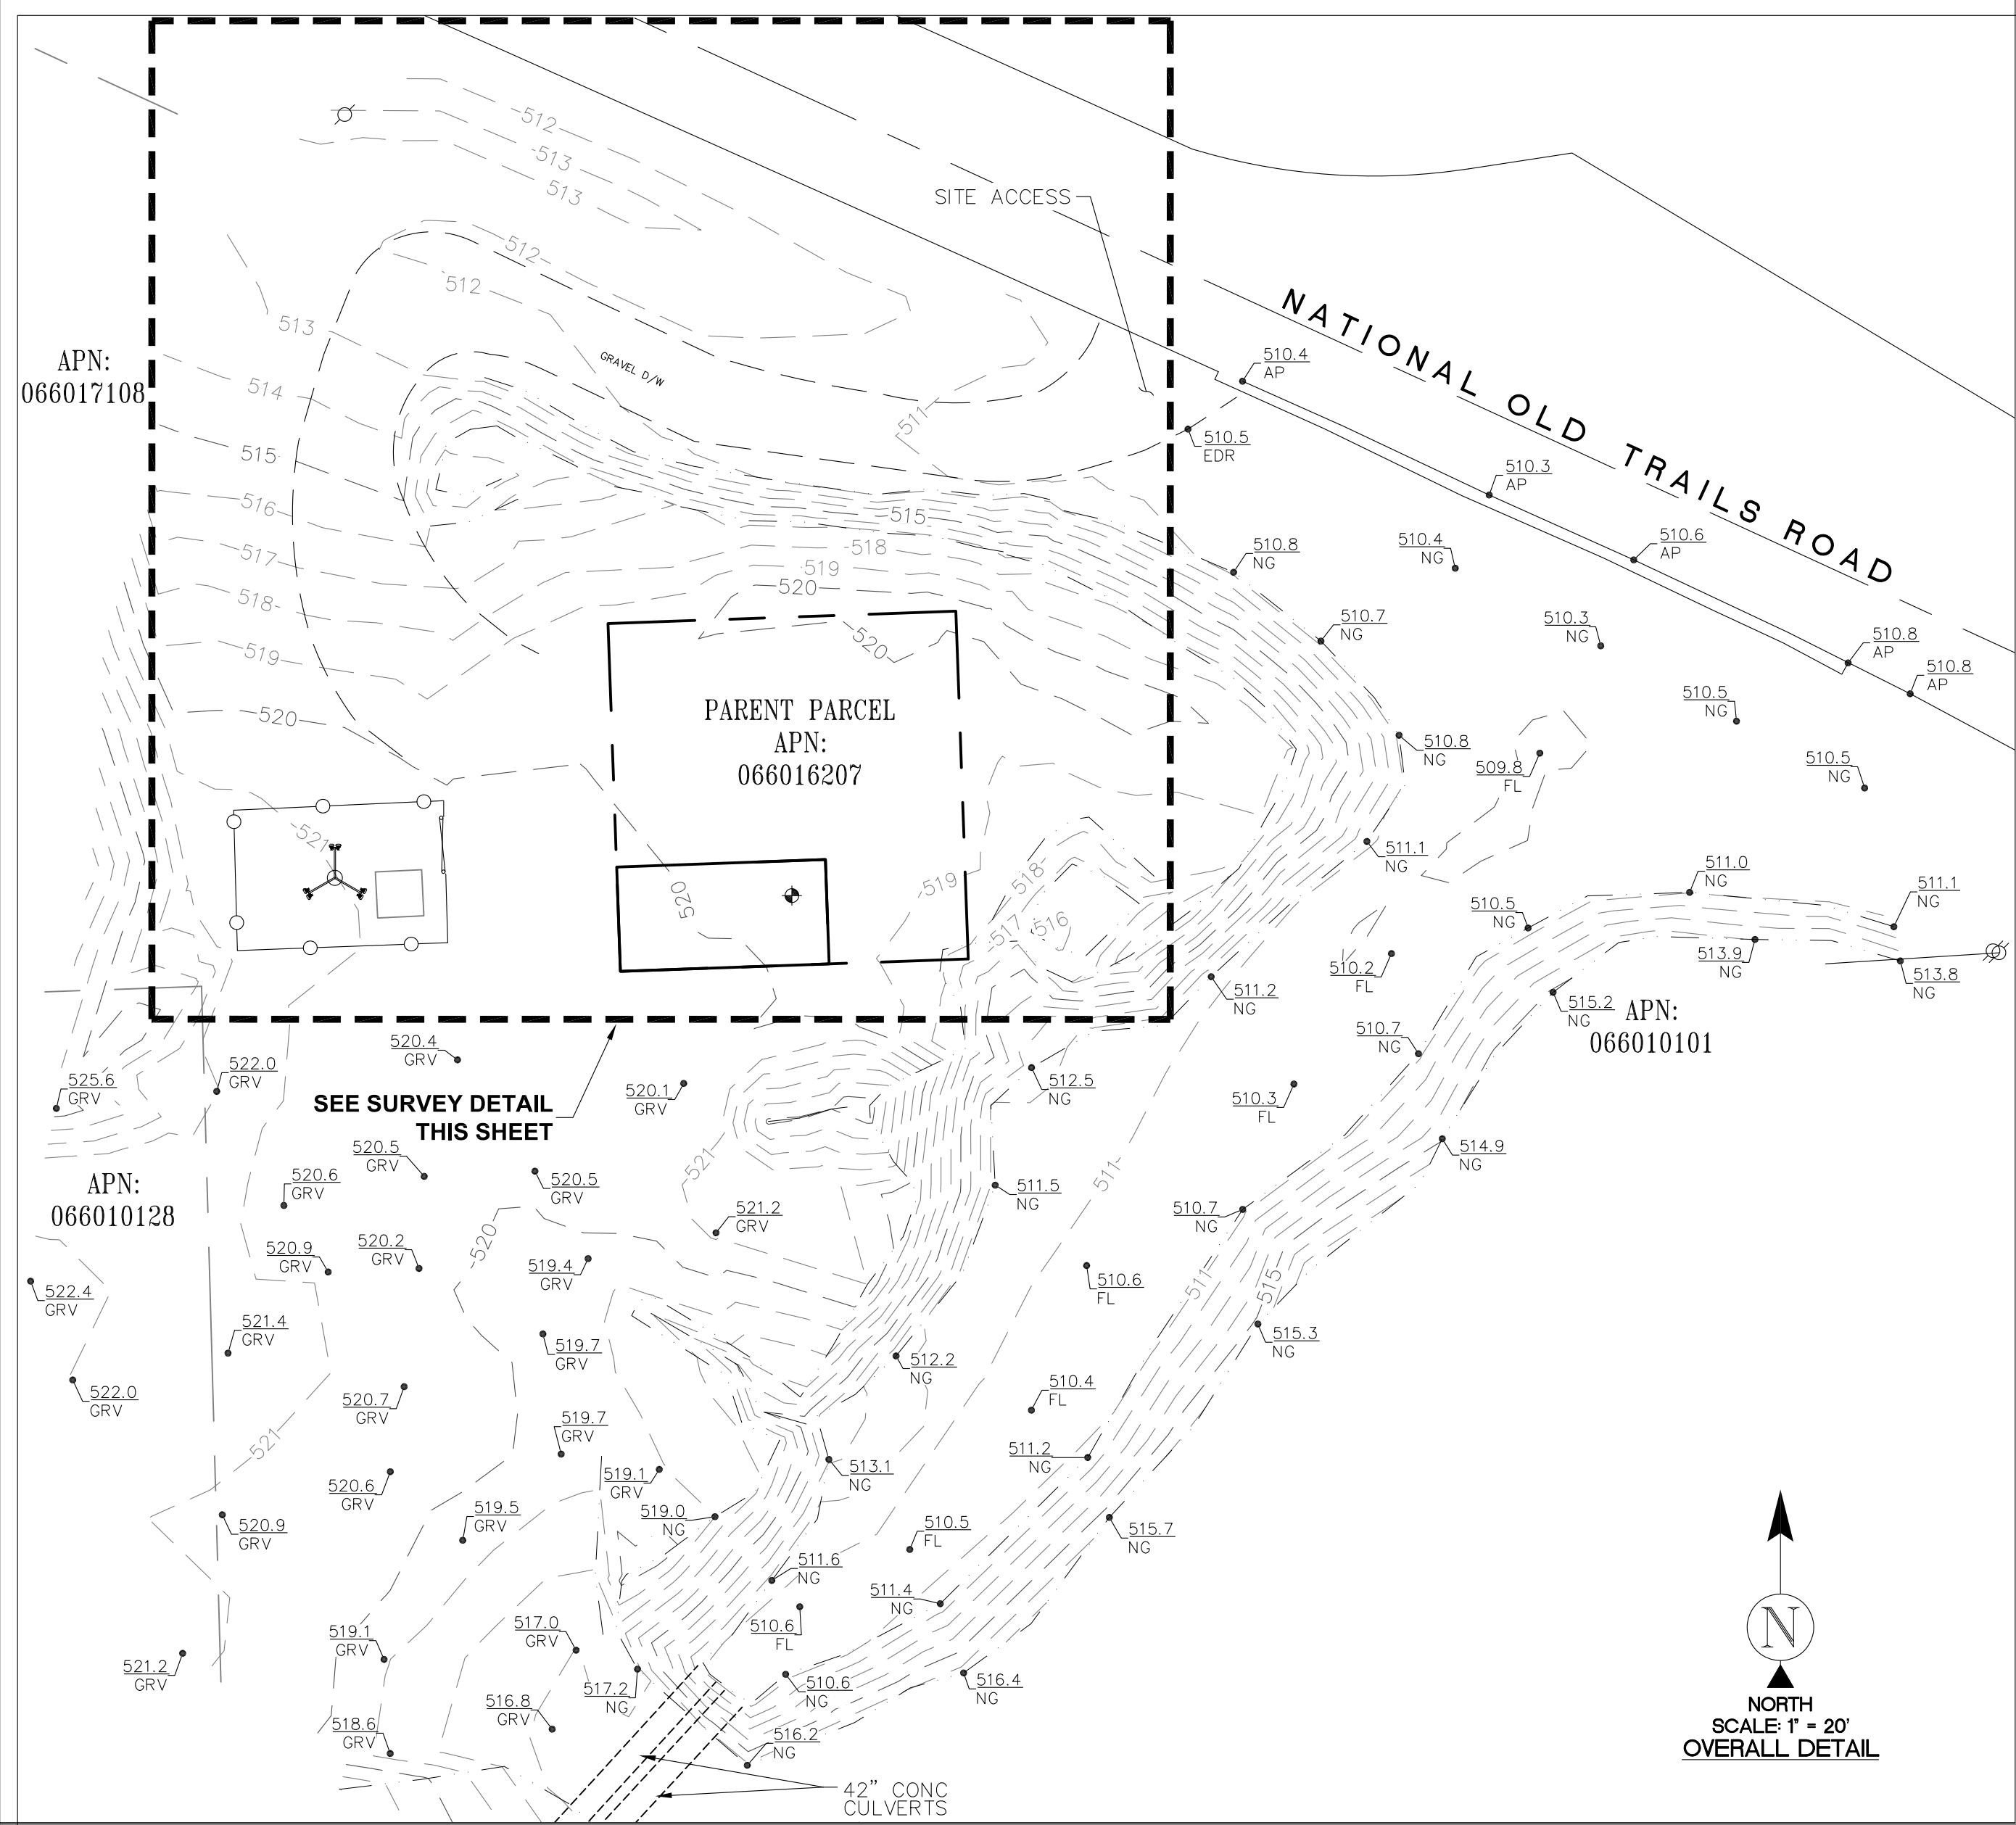 512
513
513
SITE ACCESS
512
512
513
GRAVEL D/W
NATIONAL OLD TRAILS ROAD
APN:
066017108
510.4
AP
514
511
510.5
EDR
515
510.3
AP
516
515
517
518
519
520
510.8
NG
510.4
NG
510.6
AP
518
510.7
NG
510.3
NG
510.8
AP
519
520
510.8
AP
520
PARENT PARCEL
APN:
066016207
510.5
NG
510.8
NG
509.8
FL
510.5
NG
521
511.1
NG
518
519
520
511.0
NG
517
516
510.5
NG
511.1
NG
510.2
FL
513.9
NG
513.8
NG
511.2
NG
515.2
NG
APN:
066010101
520.4
GRV
510.7
NG
522.0
GRV
525.6
GRV
SEE SURVEY DETAIL
THIS SHEET
520.1
GRV
512.5
NG
510.3
FL
520.5
GRV
521
511
514.9
NG
APN:
066010128
520.6
GRV
520.5
GRV
511.5
NG
521.2
GRV
510.7
NG
520.9
GRV
520.2
GRV
520
519.4
GRV
510.6
FL
511
515
522.4
GRV
521.4
GRV
519.7
GRV
515.3
NG
512.2
NG
522.0
GRV
520.7
GRV
510.4
FL
521
519.7
GRV
511.2
NG
519.1
GRV
513.1
NG
520.6
GRV
519.5
GRV
519.0
NG
520.9
GRV
510.5
FL
515.7
NG
511.6
NG
511.4
NG
510.6
FL
519.1
GRV
517.0
GRV
521.2
GRV
517.2
NG
510.6
NG
516.4
NG
516.8
GRV
518.6
GRV
516.2
NG
42" CONC
CULVERTS
N
NORTH
SCALE: 1" = 20'
OVERALL DETAIL